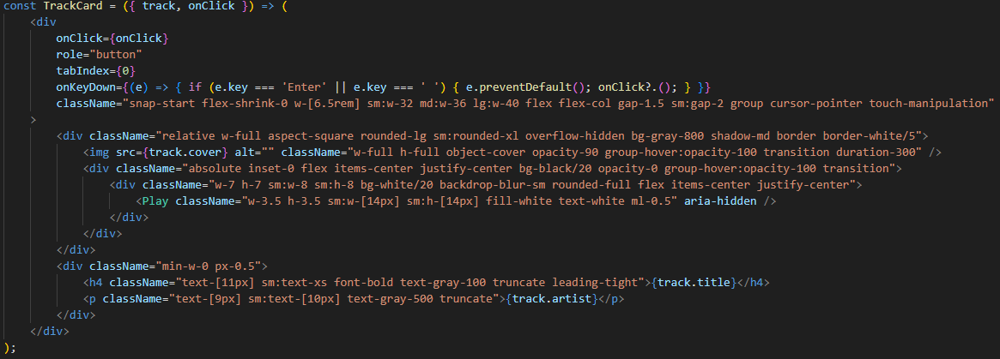 const TrackCard = ({ track, onClick }) => (
    <div
        onClick={onClick}
        role="button"
        tabIndex={0}
        onKeyDown={(e) => { if (e.key === 'Enter' || e.key === ' ') { e.preventDefault(); onClick?.(); } }}
        className="snap-start flex-shrink-0 w-[6.5rem] sm:w-32 md:w-36 lg:w-40 flex flex-col gap-1.5 sm:gap-2 group cursor-pointer touch-manipulation"
    >
        <div className="relative w-full aspect-square rounded-lg sm:rounded-xl overflow-hidden bg-gray-800 shadow-md border border-white/5">
            <img src={track.cover} alt="" className="w-full h-full object-cover opacity-90 group-hover:opacity-100 transition duration-300" />
            <div className="absolute inset-0 flex items-center justify-center bg-black/20 opacity-0 group-hover:opacity-100 transition">
                <div className="w-7 h-7 sm:w-8 sm:h-8 bg-white/20 backdrop-blur-sm rounded-full flex items-center justify-center">
                    <Play className="w-3.5 h-3.5 sm:w-[14px] sm:h-[14px] fill-white text-white ml-0.5" aria-hidden />
                </div>
            </div>
        </div>
        <div className="min-w-0 px-0.5">
            <h4 className="text-[11px] sm:text-xs font-bold text-gray-100 truncate leading-tight">{track.title}</h4>
            <p className="text-[9px] sm:text-[10px] text-gray-500 truncate">{track.artist}</p>
        </div>
    </div>
);